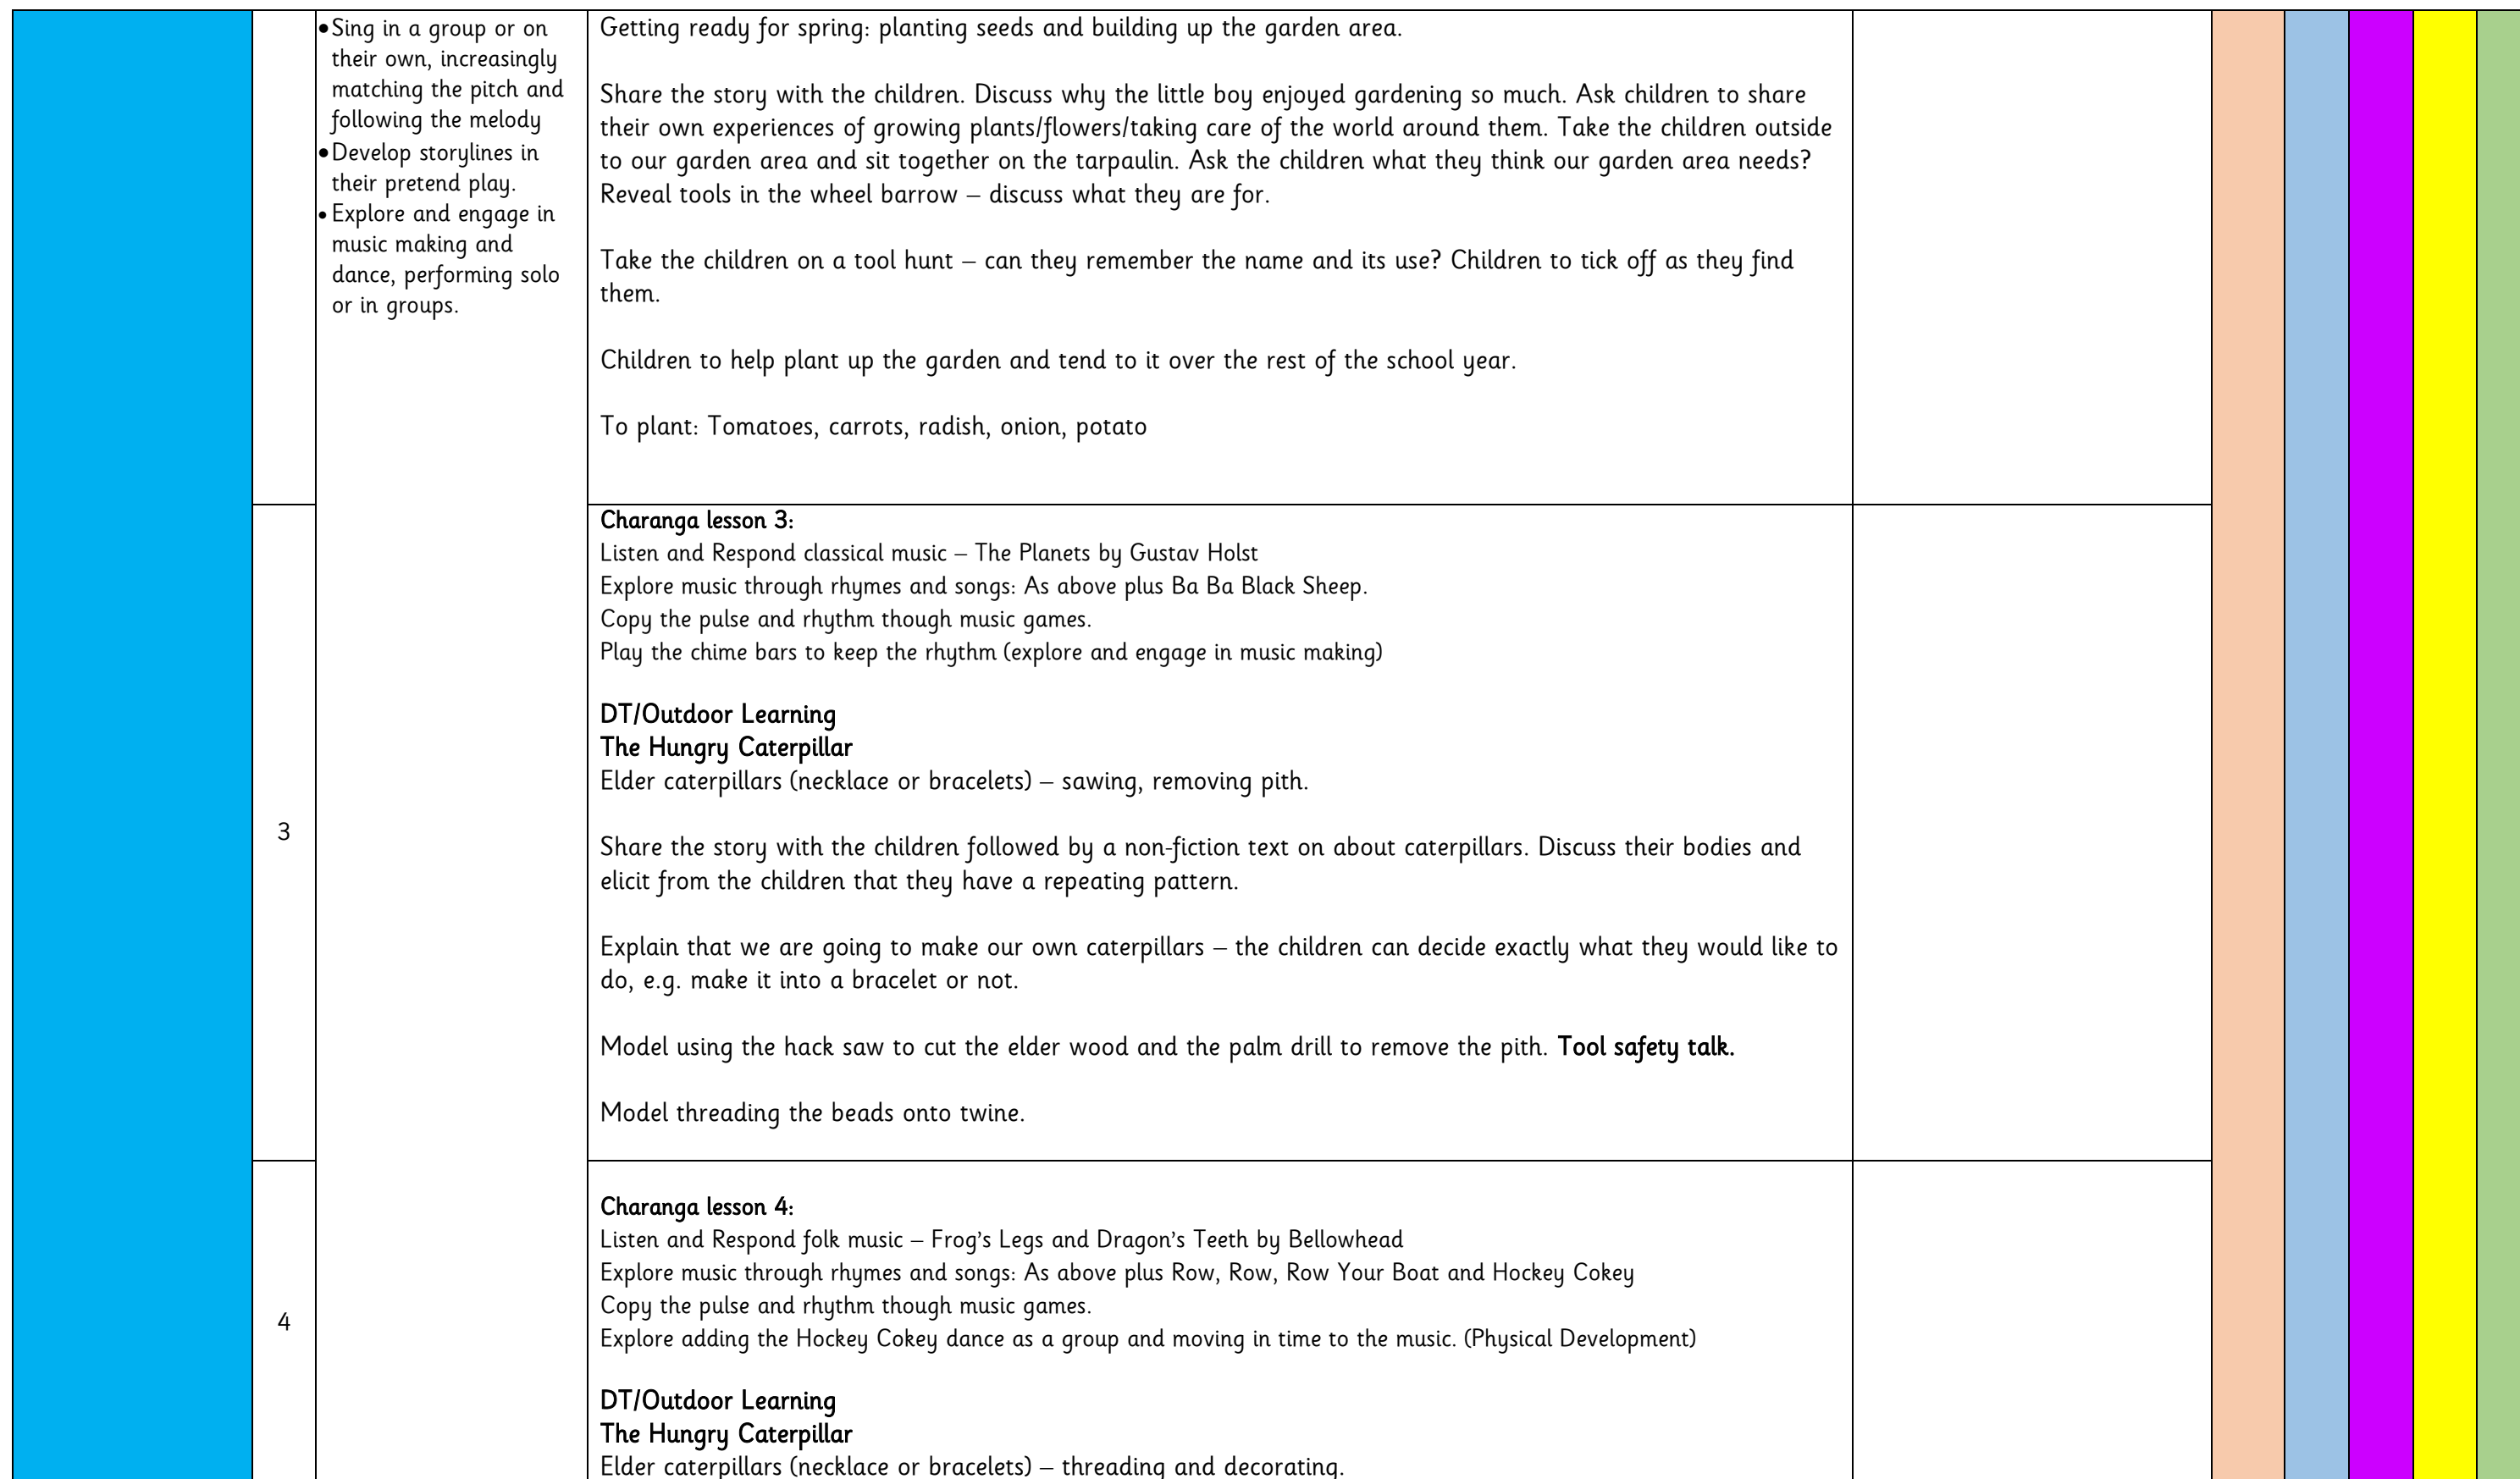 •Sing in a group or on
their own, increasingly
matching the pitch and
following the melody
•Develop storylines in
their pretend play.
•Explore and engage in
music making and
dance, performing solo
or in groups.
Getting ready for spring: planting seeds and building up the garden area.
Share the story with the children. Discuss why the little boy enjoyed gardening so much. Ask children to share
their own experiences of growing plants/flowers/taking care of the world around them. Take the children outside
to our garden area and sit together on the tarpaulin. Ask the children what they think our garden area needs?
Reveal tools in the wheel barrow – discuss what they are for.
Take the children on a tool hunt – can they remember the name and its use? Children to tick off as they find
them.
Children to help plant up the garden and tend to it over the rest of the school year.
To plant: Tomatoes, carrots, radish, onion, potato
3
Charanga lesson 3:
Listen and Respond classical music – The Planets by Gustav Holst
Explore music through rhymes and songs: As above plus Ba Ba Black Sheep.
Copy the pulse and rhythm though music games.
Play the chime bars to keep the rhythm (explore and engage in music making)
DT/Outdoor Learning
The Hungry Caterpillar
Elder caterpillars (necklace or bracelets) – sawing, removing pith.
Share the story with the children followed by a non-fiction text on about caterpillars. Discuss their bodies and
elicit from the children that they have a repeating pattern.
Explain that we are going to make our own caterpillars – the children can decide exactly what they would like to
do, e.g. make it into a bracelet or not.
Model using the hack saw to cut the elder wood and the palm drill to remove the pith. Tool safety talk.
Model threading the beads onto twine.
4
Charanga lesson 4:
Listen and Respond folk music – Frog’s Legs and Dragon’s Teeth by Bellowhead
Explore music through rhymes and songs: As above plus Row, Row, Row Your Boat and Hockey Cokey
Copy the pulse and rhythm though music games.
Explore adding the Hockey Cokey dance as a group and moving in time to the music. (Physical Development)
DT/Outdoor Learning
The Hungry Caterpillar
Elder caterpillars (necklace or bracelets) – threading and decorating.